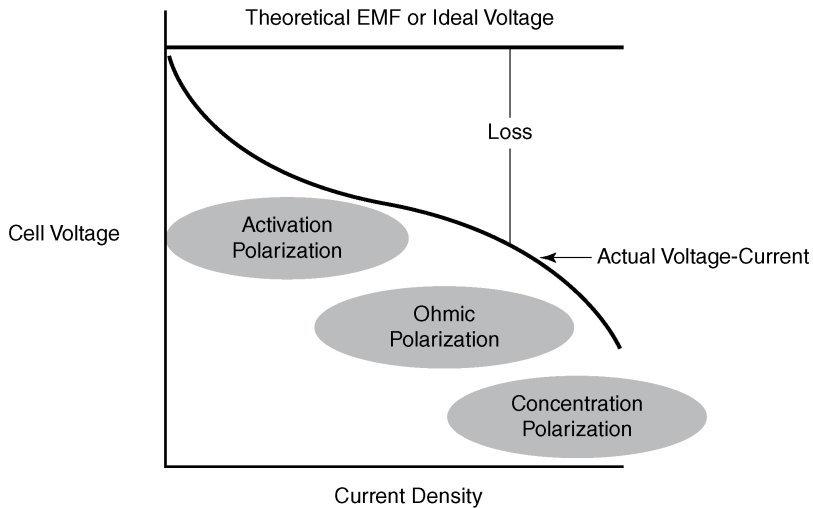 Theoretical EMF or Ideal Voltage
Loss
Cell Voltage
Activation
Polarization
Actual Voltage-Current
Ohmic
Polarization
Concentration
Polarization
Current Density